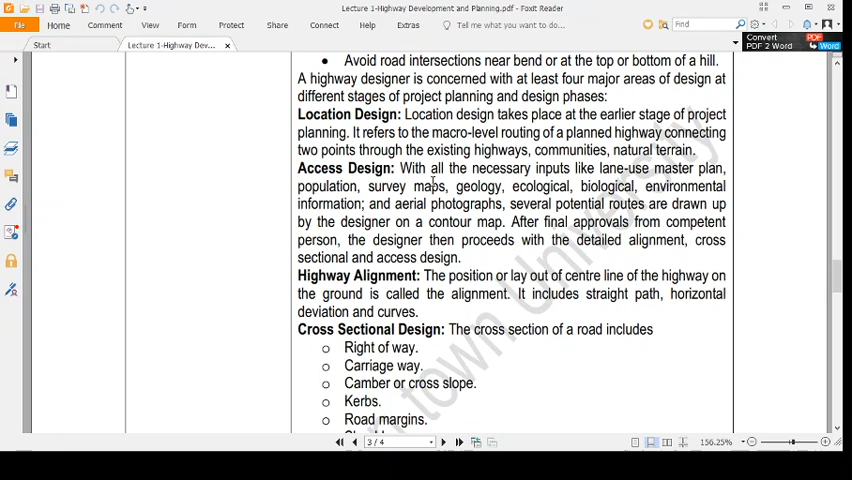 Lecture 1-Highway Development and Planning.pdf - Foxit Reader
File Home Comment View Form Protect Share Connect Help Extras Tell me what you want to do... Find
Convert PDF
PDF 2 Word Word
Start Lecture 1-Highway Dev...
• Avoid road intersections near bend or at the top or bottom of a hill.
A highway designer is concerned with at least four major areas of design at
different stages of project planning and design phases:
Location Design: Location design takes place at the earlier stage of project
planning. It refers to the macro-level routing of a planned highway connecting
two points through the existing highways, communities, natural terrain.
Access Design: With all the necessary inputs like lane-use master plan,
population, survey maps, geology, ecological, biological, environmental
information; and aerial photographs, several potential routes are drawn up
by the designer on a contour map. After final approvals from competent
person, the designer then proceeds with the detailed alignment, cross
sectional and access design.
Highway Alignment: The position or lay out of centre line of the highway on
the ground is called the alignment. It includes straight path, horizontal
deviation and curves.
Cross Sectional Design: The cross section of a road includes
o Right of way.
o Carriage way.
o Camber or cross slope.
o Kerbs.
o Road margins.
town University
3 / 4 156.25%